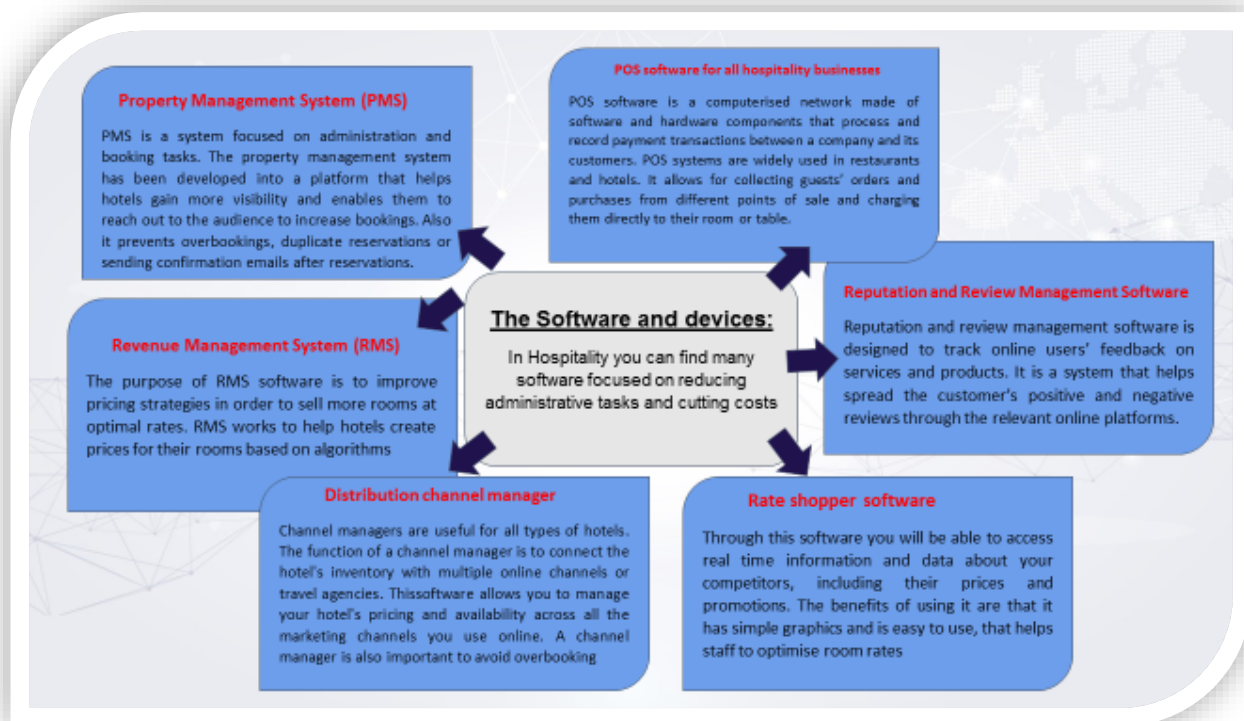 Property Management System (PMS)
PMS is a system focused on administration and
booking tasks. The property management system
has been developed into a platform that helps
hotels gain more visibility and enables them to
reach out to the audience to increase bookings. Also
it prevents overbookings, duplicate reservations or
sending confirmation emails after reservations.
POS software for all hospitality businesses
POS software is a computerised network made of
software and hardware components that process and
record payment transactions between a company and its
customers. POS systems are widely used in restaurants
and hotels. It allows for collecting guests' orders and
purchases from different points of sale and charging
them directly to their room or table.
The Software and devices:
In Hospitality you can find many
software focused on reducing
administrative tasks and cutting costs
Reputation and Review Management Software
Reputation and review management software is
designed to track online users' feedback on
services and products. It is a system that helps
spread the customer's positive and negative
reviews through the relevant online platforms.
Revenue Management System (RMS)
The purpose of RMS software is to improve
pricing strategies in order to sell more rooms at
optimal rates. RMS works to help hotels create
prices for their rooms based on algorithms
Distribution channel manager
Channel managers are useful for all types of hotels.
The function of a channel manager is to connect the
hotel's inventory with multiple online channels or
travel agencies. Thissoftware allows you to manage
your hotel's pricing and availability across all the
marketing channels you use online. A channel
manager is also important to avoid overbooking
Rate shopper software
Through this software you will be able to access
real time information and data about your
competitors, including their prices and
promotions. The benefits of using it are that it
has simple graphics and is easy to use, that helps
staff to optimise room rates